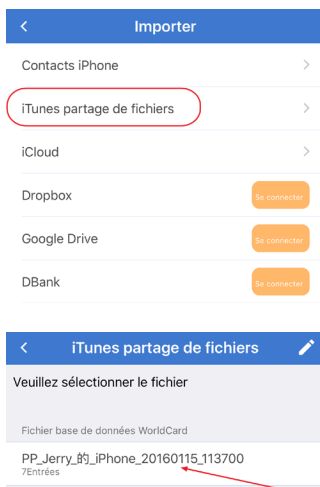 Importer
Contacts iPhone
iTunes partage de fichiers
iCloud
Dropbox
Se connecter
Google Drive
Se connecter
DBank
Se connecter
iTunes partage de fichiers
Veuillez sélectionner le fichier
Fichier base de données WorldCard
PP_Jerry_的_iPhone_20160115_113700
7Entrées